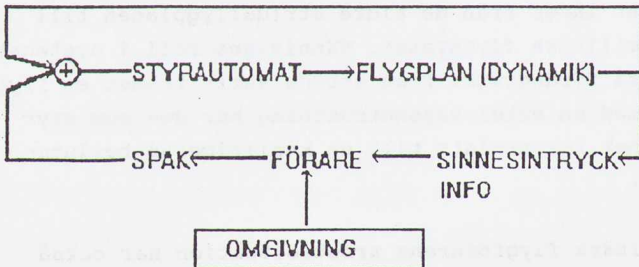 STYRAUTOMAT FLYGPLAN (DYNAMIK)
SPAK FÖRARE SINNESINTRYCK
INFO
OMGIVNING